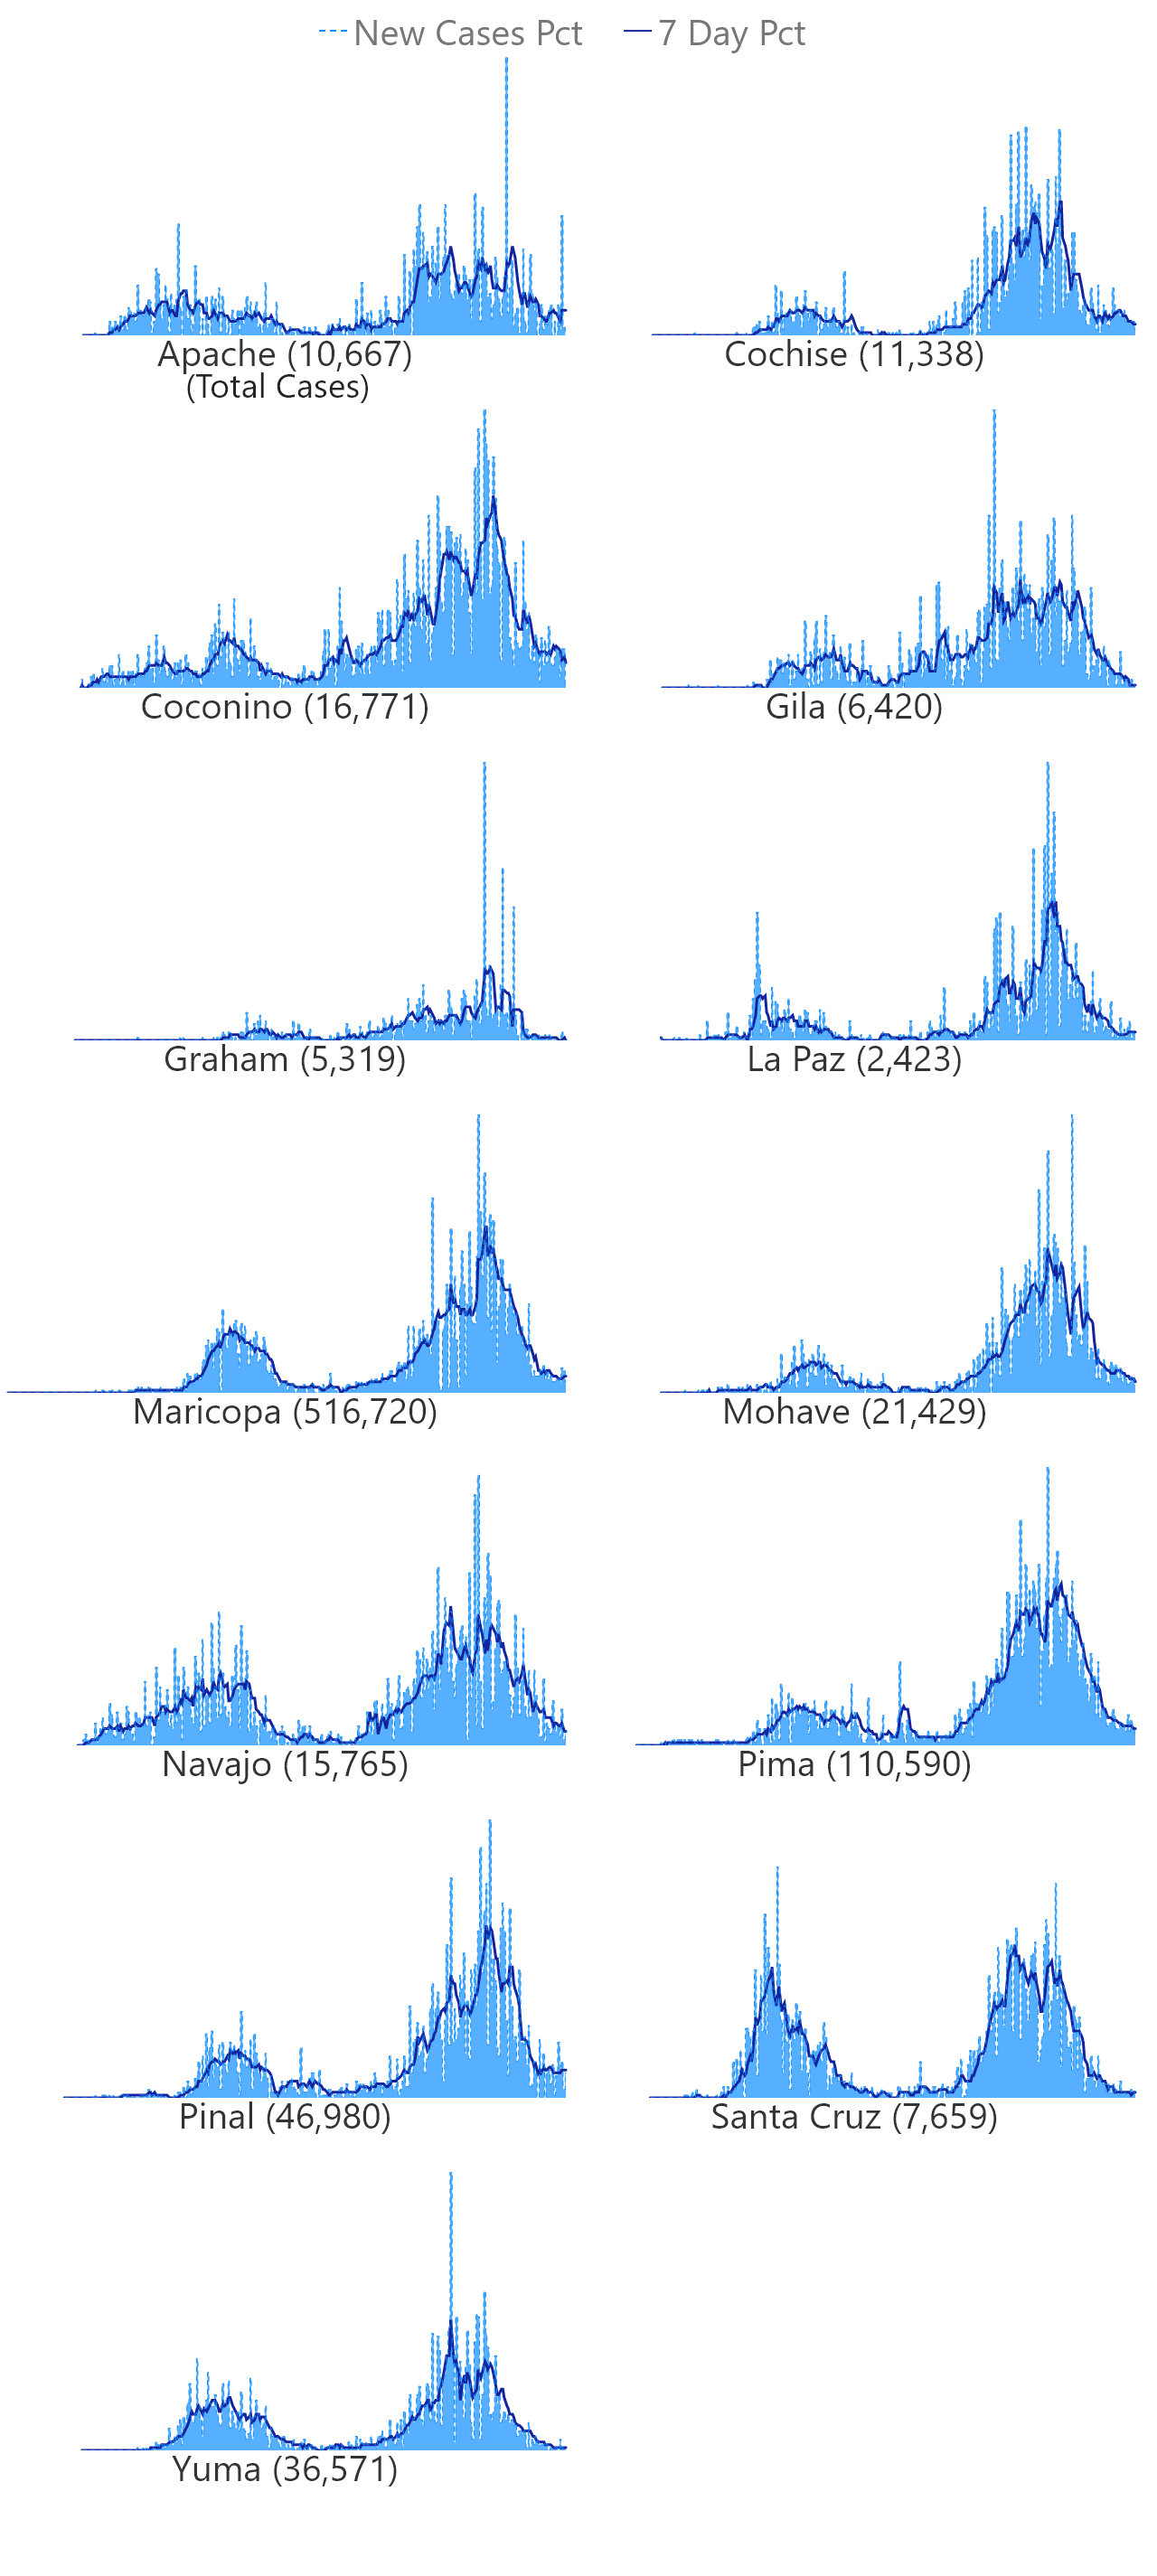 New Cases Pct 7 Day Pct
Apache (10,667) Cochise (11,338)
(Total Cases)
Coconino (16,771) Gila (6,420)
Graham (5,319) La Paz (2,423)
Maricopa (516,720) Mohave (21,429)
Navajo (15,765) Pima (110,590)
Pinal (46,980) Santa Cruz (7,659)
Yuma (36,571)